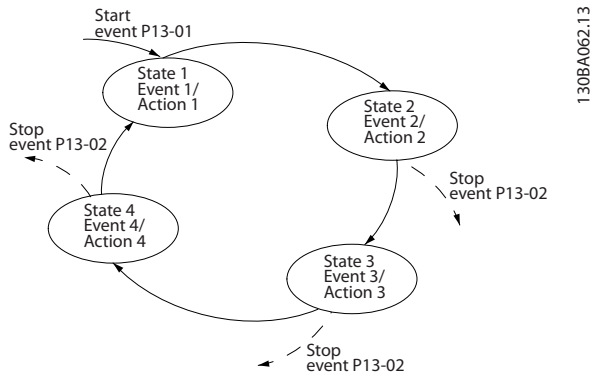 Start
event P13-01
130BA062.13
State 1
Event 1/
Action 1
State 2
Event 2/
Action 2
Stop
event P13-02
Stop
event P13-02
State 4
Event 4/
Action 4
State 3
Event 3/
Action 3
Stop
event P13-02